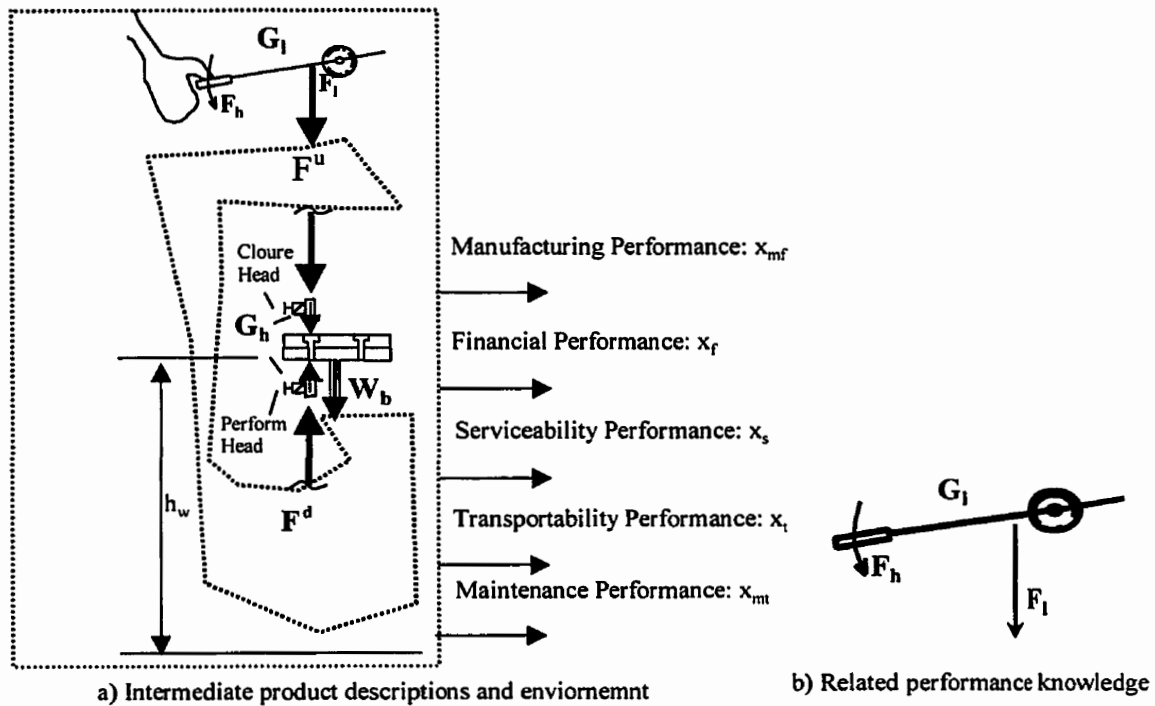 G_l
F_l
F_h
F^u
Cloure
Head
G_h
W_b
Perform
Head
h_w
F^d
Manufacturing Performance: x_mf
Financial Performance: x_f
Serviceability Performance: x_s
Transportability Performance: x_t
Maintenance Performance: x_mt
G_l
F_h
F_l
a) Intermediate product descriptions and enviornemnt
b) Related performance knowledge